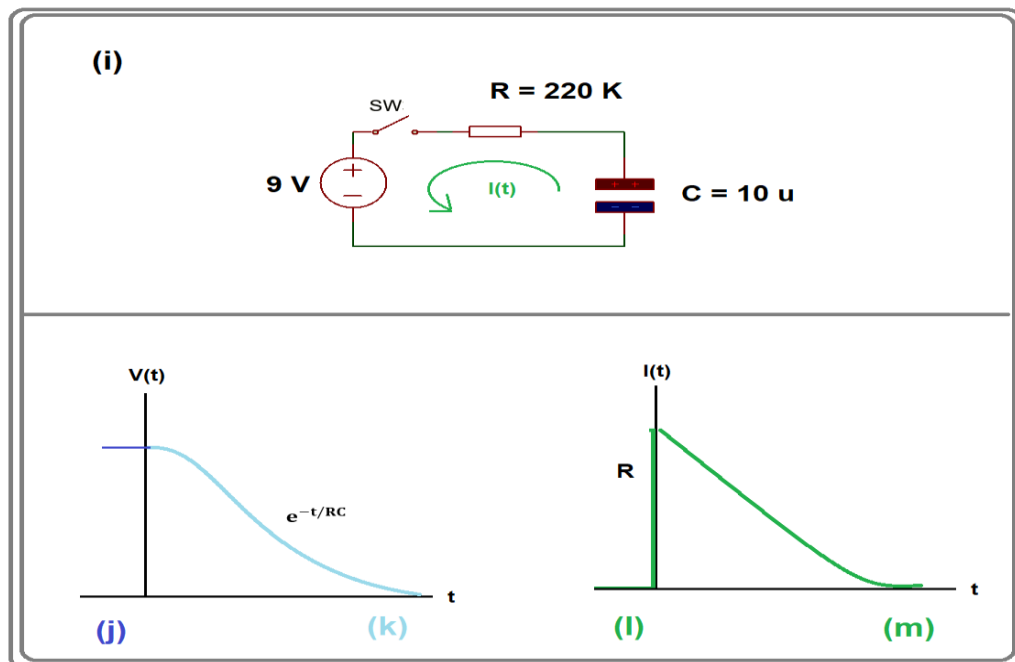 (i)
R = 220 K
SW
9 V
+
−
I(t)
+ +
− −
C = 10 u
V(t)
e^−t/RC
t
(j)
(k)
I(t)
R
t
(l)
(m)